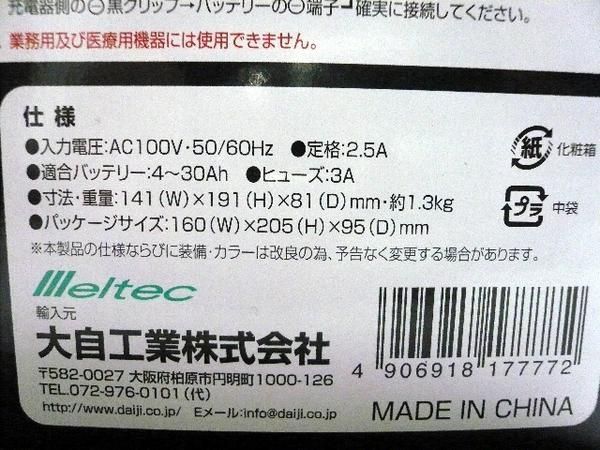 充電器側の⊖黒クリップ→バッテリーの⊖端子 確実に接続してください。
業務用及び医療用機器には使用できません。
仕様
●入力電圧:AC100V・50/60Hz ●定格:2.5A
●適合バッテリー:4～30Ah ●ヒューズ:3A
●寸法・重量:141(W)×191(H)×81(D)mm・約1.3kg
●パッケージサイズ:160(W)×205(H)×95(D)mm
※本製品の仕様ならびに装備・カラーは改良の為、予告なく変更する場合があります。
紙 化粧箱
プラ 中袋
Meltec
輸入元
大自工業株式会社
〒582-0027 大阪府柏原市円明町1000-126
TEL.072-976-0101(代)
http://www.daiji.co.jp/ Eメール:info@daiji.co.jp
4 906918 177772
MADE IN CHINA